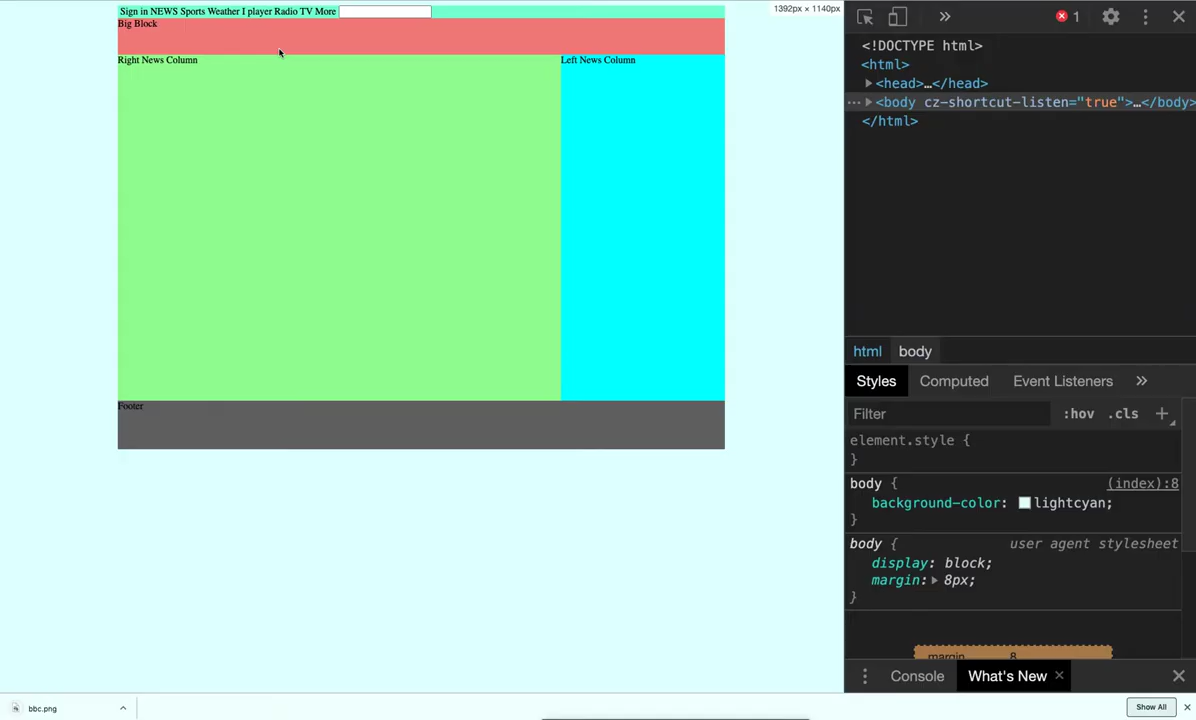 Sign in NEWS Sports Weather I player Radio TV More
1392px × 1140px
Big Block
Right News Column
Left News Column
Footer
» 1
<!DOCTYPE html>
<html>
<head>…</head>
<body cz-shortcut-listen="true">…</body>
</html>
html body
Styles Computed Event Listeners »
Filter :hov .cls +
element.style {
}
body { (index):8
background-color: lightcyan;
}
body { user agent stylesheet
display: block;
margin: 8px;
}
margin 8
Console What's New ×
bbc.png
Show All